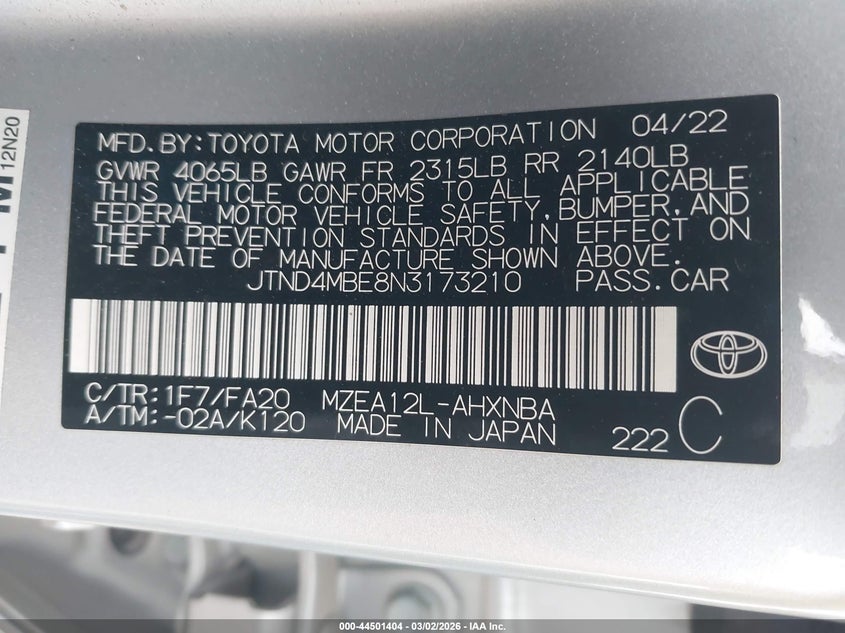 12N20
MFD.BY:TOYOTA MOTOR CORPORATION 04/22
GVWR 4065LB GAWR FR 2315LB RR 2140LB
THIS VEHICLE CONFORMS TO ALL APPLICABLE
FEDERAL MOTOR VEHICLE SAFETY,BUMPER,AND
THEFT PREVENTION STANDARDS IN EFFECT ON
THE DATE OF MANUFACTURE SHOWN ABOVE.
JTND4MBE8N3173210 PASS.CAR
C/TR:1F7/FA20 MZEA12L-AHXNBA
A/TM:-02A/K120 MADE IN JAPAN 222 C
000-44501404 - 03/02/2026 - IAA Inc.